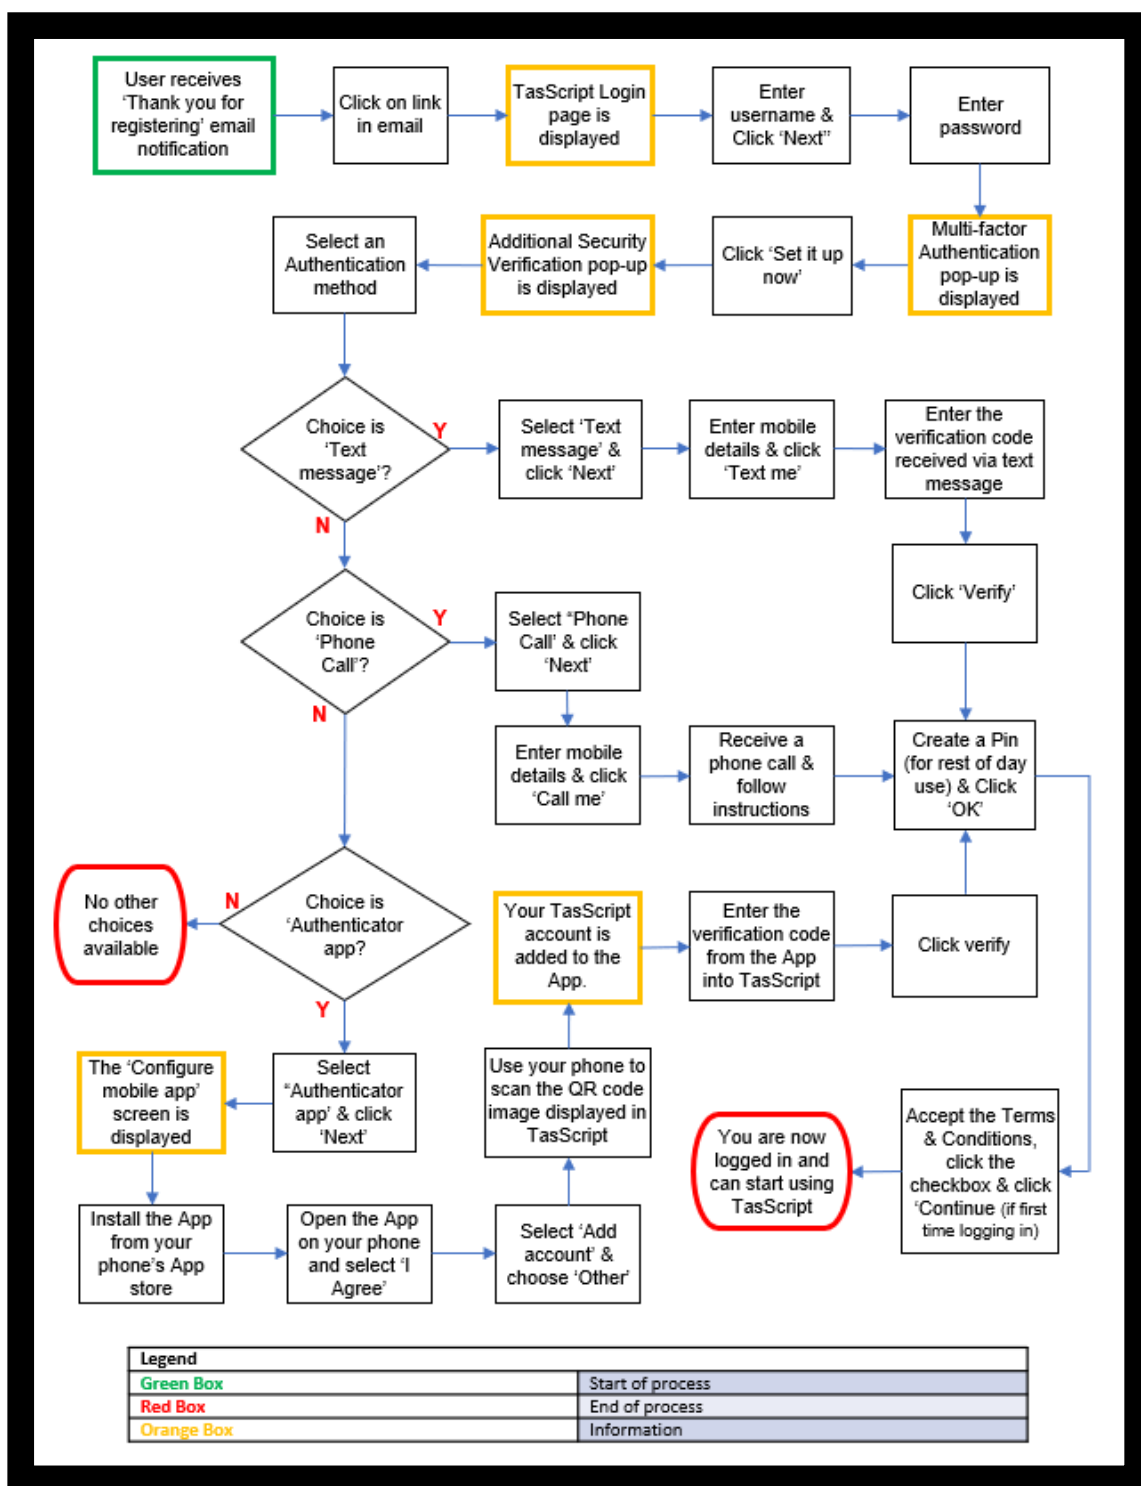 User receives
‘Thank you for
registering’ email
notification
Click on link
in email
TasScript Login
page is
displayed
Enter
username &
Click ‘Next”
Enter
password
Multi-factor
Authentication
pop-up is
displayed
Click ‘Set it up
now’
Additional Security
Verification pop-up
is displayed
Select an
Authentication
method
Choice is
‘Text
message’?
Y
N
Select ‘Text
message’ &
click ‘Next’
Enter mobile
details & click
‘Text me’
Enter the
verification code
received via text
message
Click ‘Verify’
Choice is
‘Phone
Call’?
Y
N
Select “Phone
Call’ & click
‘Next’
Enter mobile
details & click
‘Call me’
Receive a
phone call &
follow
instructions
Create a Pin
(for rest of day
use) & Click
‘OK’
Choice is
‘Authenticator
app?
N
Y
No other
choices
available
Select
“Authenticator
app’ & click
‘Next’
The ‘Configure
mobile app’
screen is
displayed
Install the App
from your
phone’s App
store
Open the App
on your phone
and select ‘I
Agree’
Select ‘Add
account’ &
choose ‘Other’
Use your phone to
scan the QR code
image displayed in
TasScript
Your TasScript
account is
added to the
App.
Enter the
verification code
from the App
into TasScript
Click verify
Accept the Terms
& Conditions,
click the
checkbox & click
‘Continue (if first
time logging in)
You are now
logged in and
can start using
TasScript
Legend
Green Box Start of process
Red Box End of process
Orange Box Information